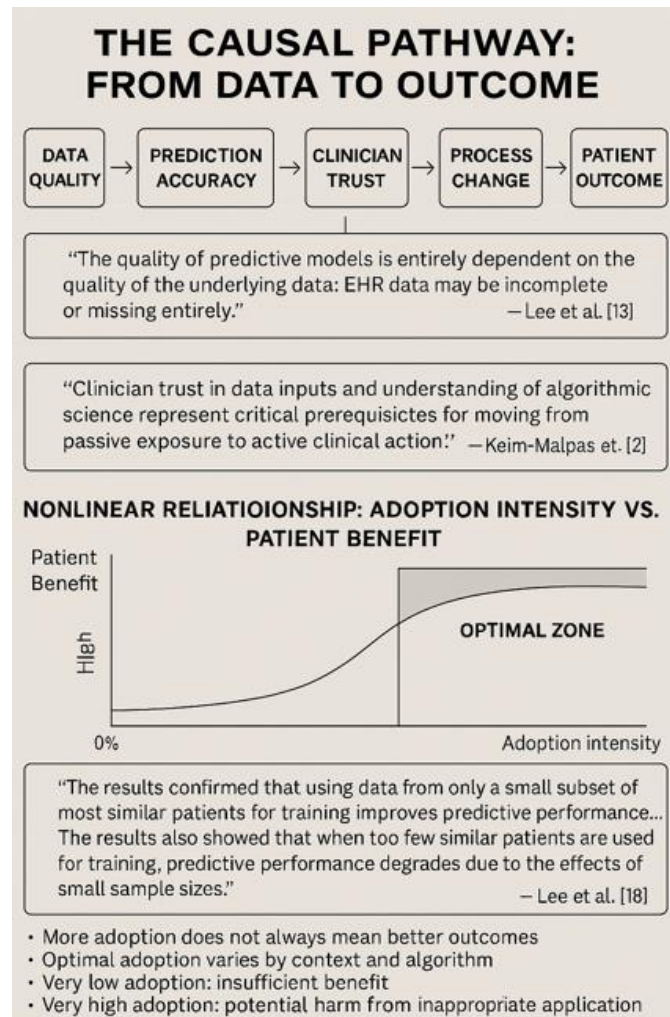 THE CAUSAL PATHWAY:
FROM DATA TO OUTCOME
DATA
QUALITY
→
PREDICTION
ACCURACY
→
CLINICIAN
TRUST
→
PROCESS
CHANGE
→
PATIENT
OUTCOME
“The quality of predictive models is entirely dependent on the
quality of the underlying data: EHR data may be incomplete
or missing entirely.” – Lee et al. [13]
“Clinician trust in data inputs and understanding of algorithmic
science represent critical prerequisictes for moving from
passive exposure to active clinical action!’ – Keim-Malpas et. [2]
NONLINEAR RELIATIOIONSHIP: ADOPTION INTENSITY VS.
PATIENT BENEFIT
Patient
Benefit
High
OPTIMAL ZONE
0%
Adoption intensity
“The results confirmed that using data from only a small subset of
most similar patients for training improves predictive performance...
The results also showed that when too few similar patients are used
for training, predictive performance degrades due to the effects of
small sample sizes.” – Lee et al. [18]
• More adoption does not always mean better outcomes
• Optimal adoption varies by context and algorithm
• Very low adoption: insufficient benefit
• Very high adoption: potential harm from inappropriate application